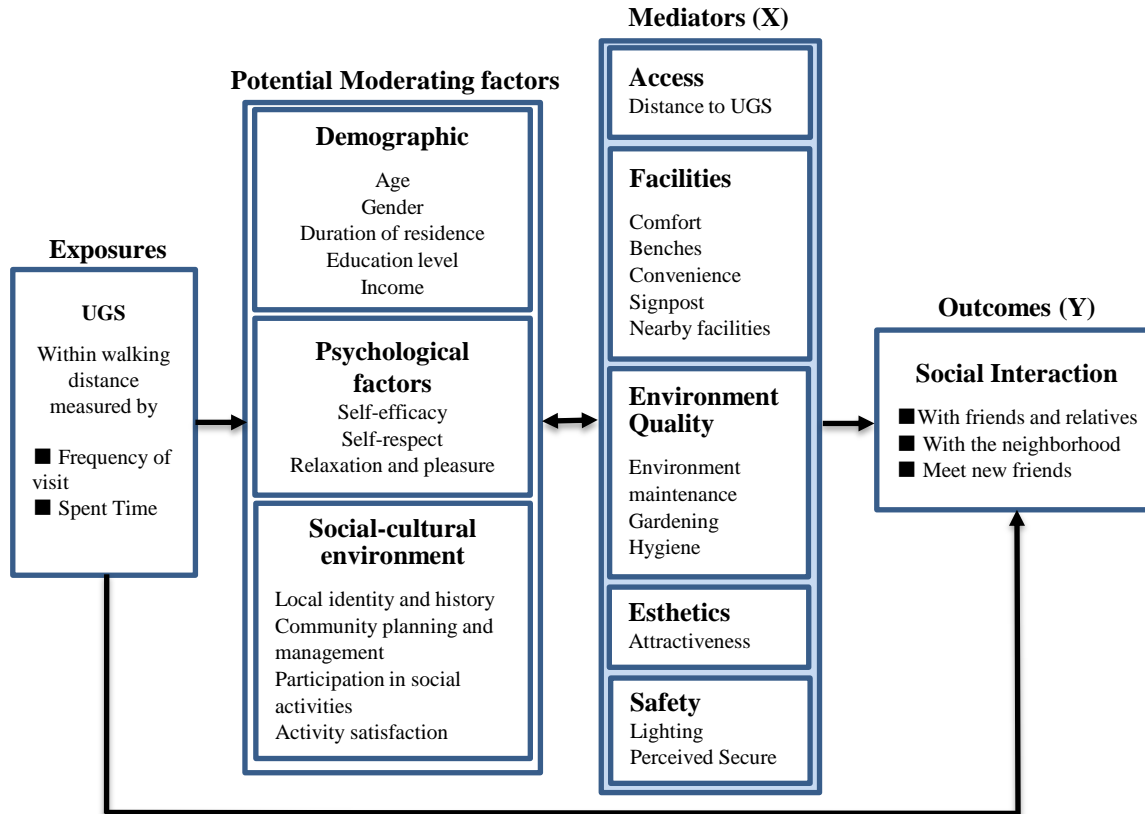 Exposures
UGS
Within walking
distance
measured by
■ Frequency of
visit
■ Spent Time
Potential Moderating factors
Demographic
Age
Gender
Duration of residence
Education level
Income
Psychological
factors
Self-efficacy
Self-respect
Relaxation and pleasure
Social-cultural
environment
Local identity and history
Community planning and
management
Participation in social
activities
Activity satisfaction
Mediators (X)
Access
Distance to UGS
Facilities
Comfort
Benches
Convenience
Signpost
Nearby facilities
Environment
Quality
Environment
maintenance
Gardening
Hygiene
Esthetics
Attractiveness
Safety
Lighting
Perceived Secure
Outcomes (Y)
Social Interaction
■With friends and relatives
■ With the neighborhood
■ Meet new friends